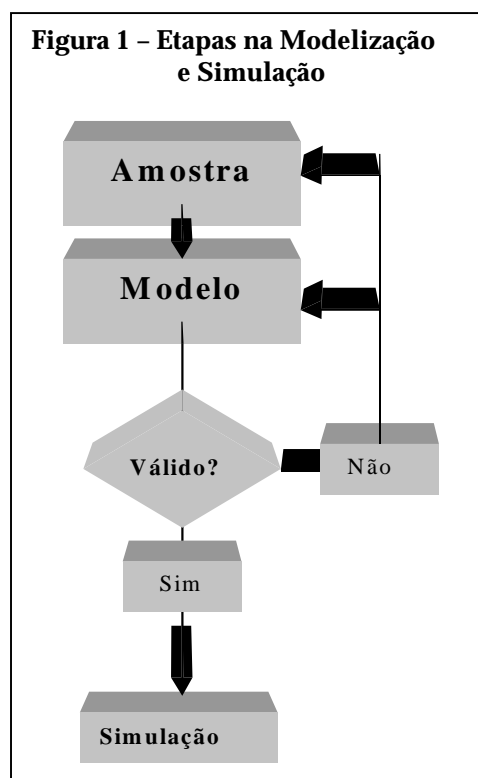 Figura 1 – Etapas na Modelização
e Simulação
Amostra
Modelo
Válido?
Não
Sim
Simulação